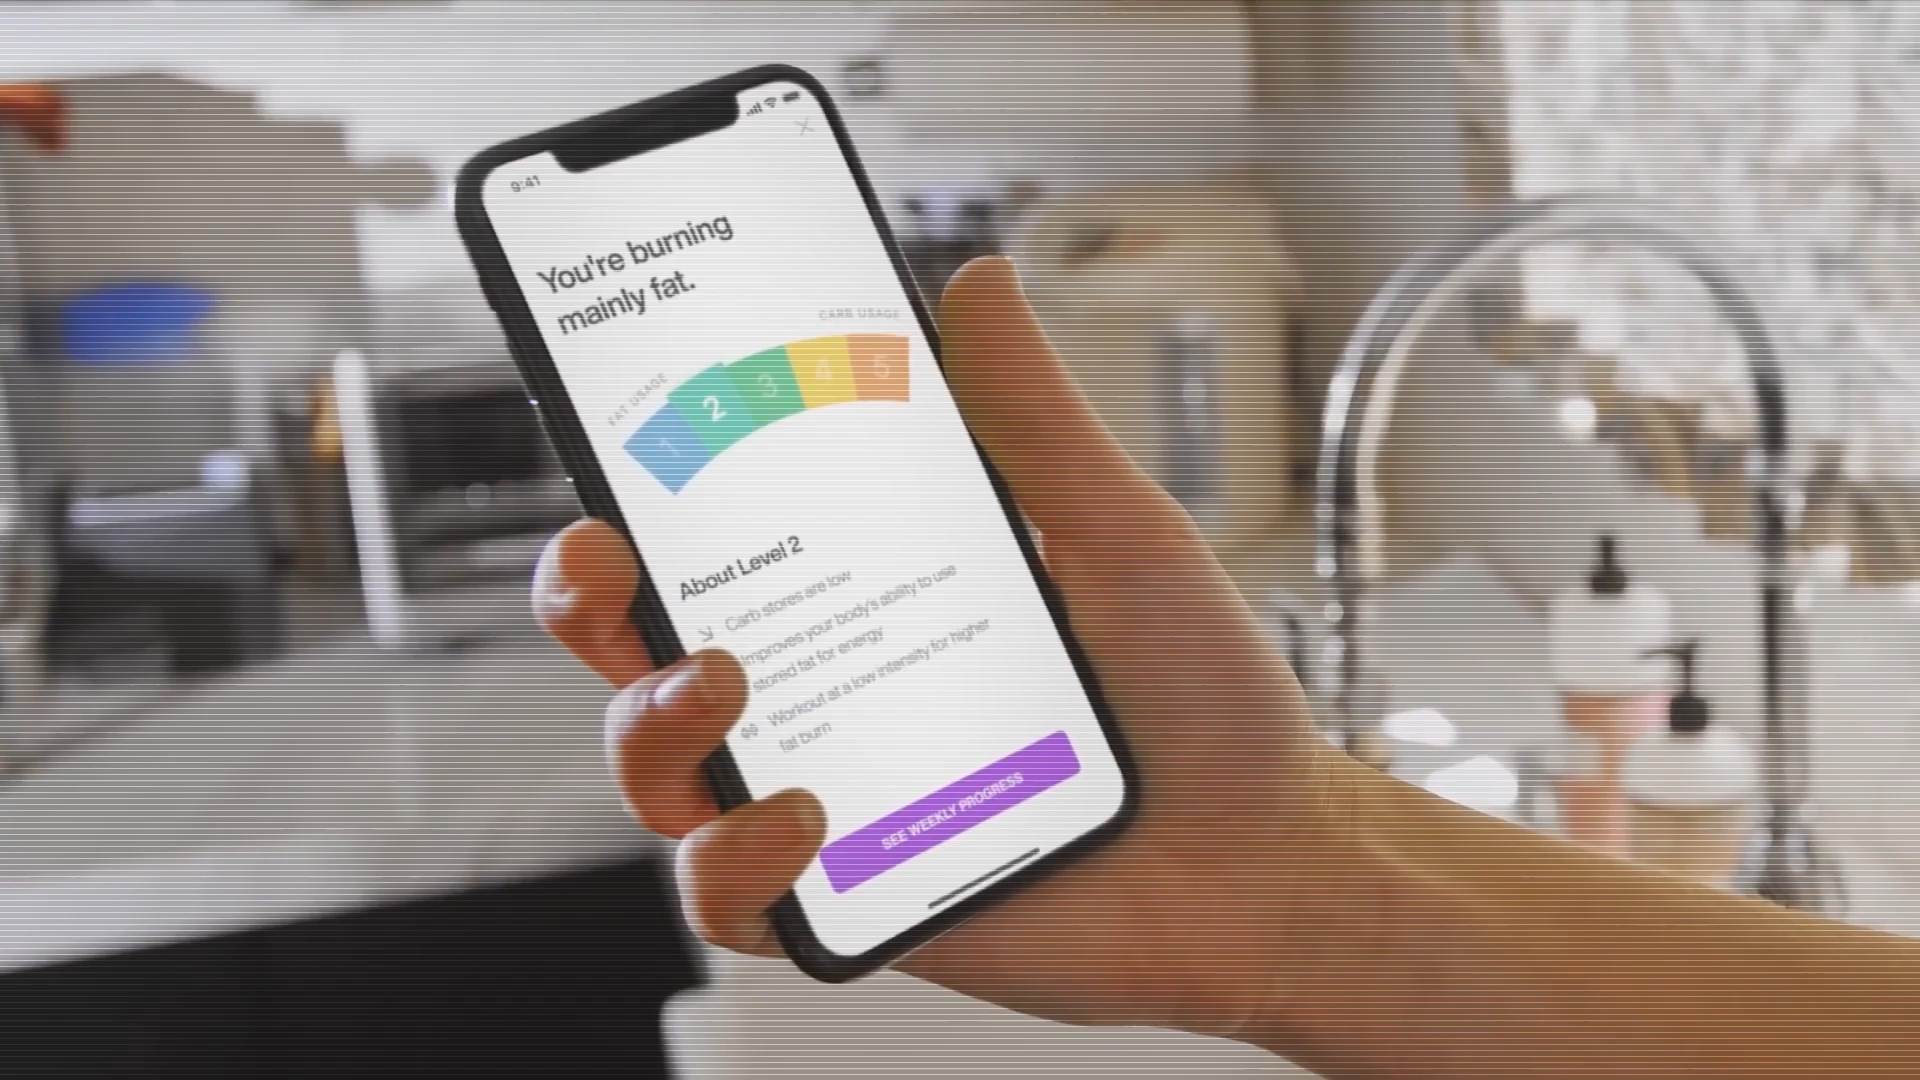 9:41
You're burning
mainly fat.
CARB USAGE
FAT USAGE
1 2 3 4 5
About Level 2
Carb stores are low
Improves your body's ability to use
stored fat for energy
Workout at a low intensity for higher
fat burn
SEE WEEKLY PROGRESS